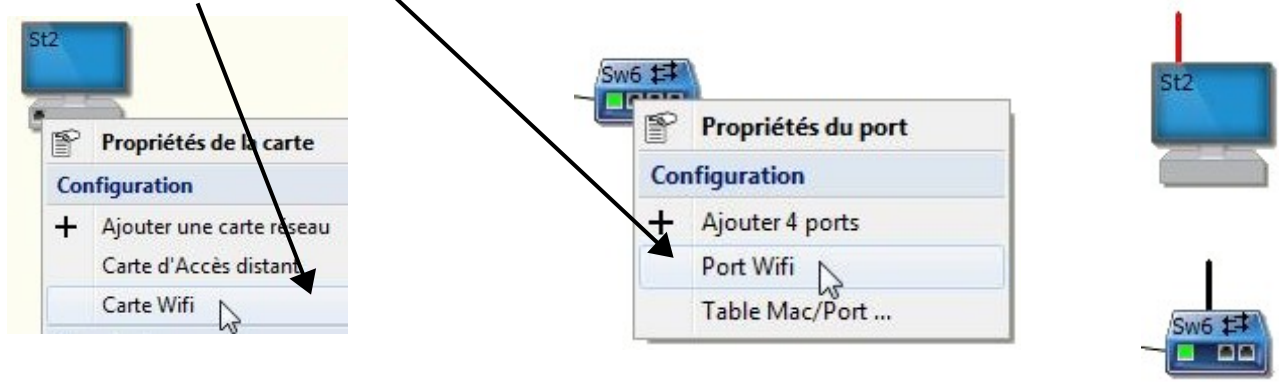 St2
Propriétés de la carte
Configuration
Ajouter une carte réseau
Carte d'Accès distant
Carte Wifi
Sw6
Propriétés du port
Configuration
Ajouter 4 ports
Port Wifi
Table Mac/Port ...
St2
Sw6